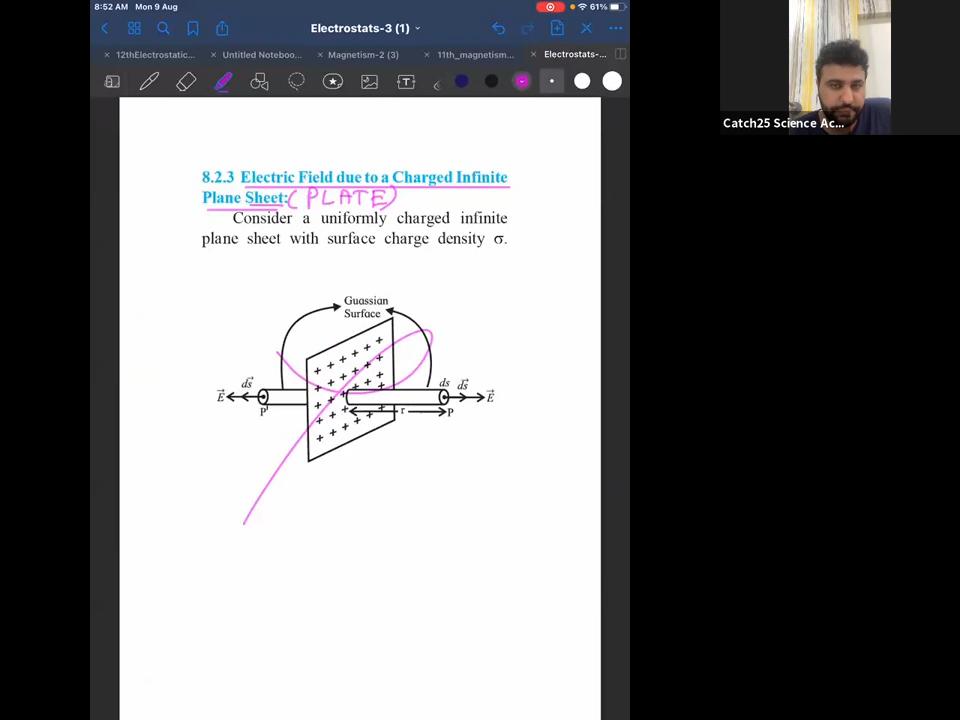 8:52 AM Mon 9 Aug
61%
Electrostats-3 (1)
12thElectrostatic...
Untitled Noteboo...
Magnetism-2 (3)
11th_magnetism...
Electrostats-...
Catch25 Science Ac...
8.2.3 Electric Field due to a Charged Infinite
Plane Sheet: (PLATE)
Consider a uniformly charged infinite
plane sheet with surface charge density σ.
Guassian
Surface
ds
ds
ds
E
E
P'
r
P